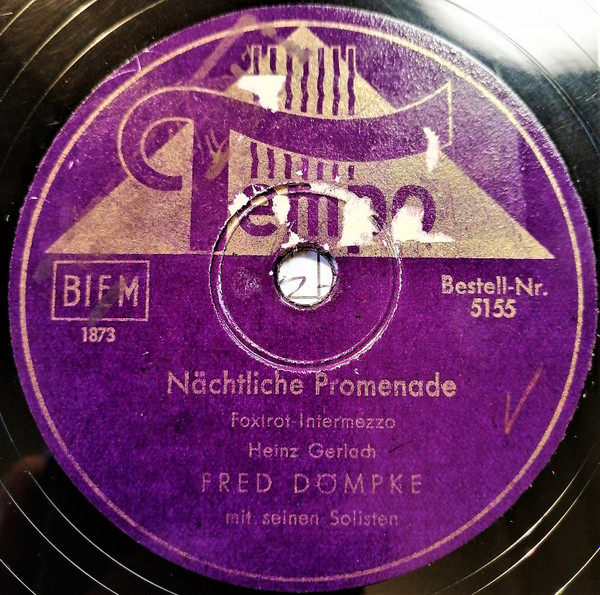 Tempo
BIEM
1873
Bestell-Nr.
5155
Nächtliche Promenade
Foxtrot-Intermezzo
Heinz Gerlach
FRED DÖMPKE
mit seinen Solisten